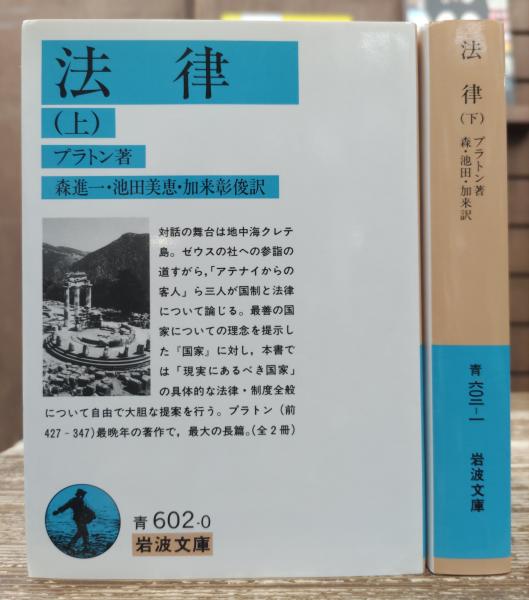 法律
(上)
プラトン著
森進一・池田美恵・加来彰俊訳
対話の舞台は地中海クレテ
島。ゼウスの社への参詣の
道すがら,「アテナイからの
客人」ら三人が国制と法律
について論じる。最善の国
家についての理念を提示し
た『国家』に対し,本書で
は「現実にあるべき国家」
の具体的な法律・制度全般
について自由で大胆な提案を行う。プラトン(前
427‐347)最晩年の著作で,最大の長篇。(全2冊)
青602-0
岩波文庫
法律(下)
プラトン著
森・池田・加来訳
青六〇二-一
岩波文庫